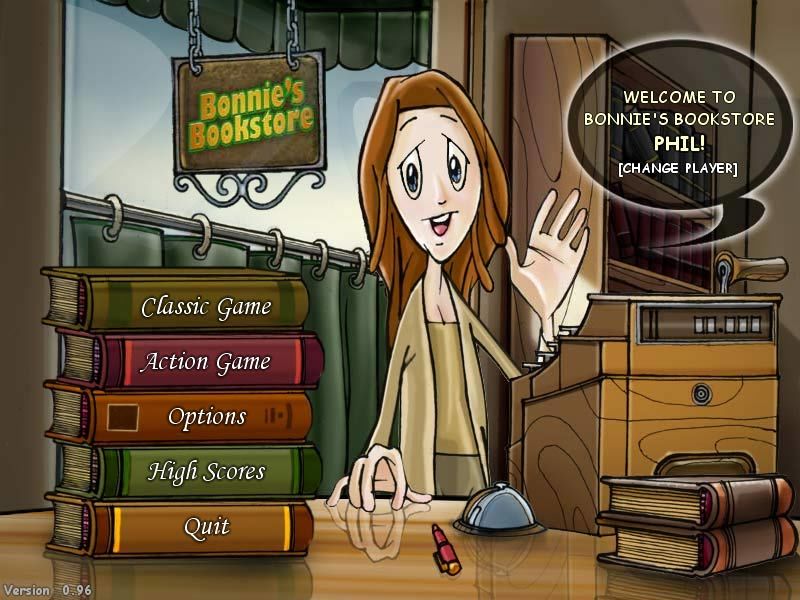 Bonnie's
Bookstore
WELCOME TO
BONNIE'S BOOKSTORE
PHIL!
[CHANGE PLAYER]
Classic Game
Action Game
Options
High Scores
Quit
Version 0.96